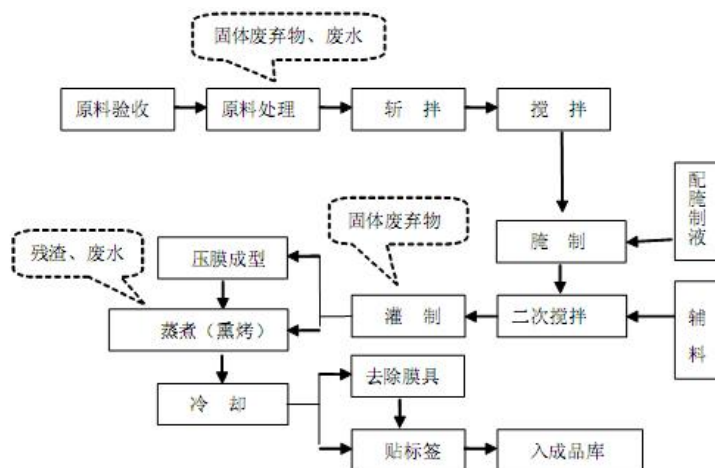 固体废弃物、废水
原料验收
原料处理
斩 拌
搅 拌
配腌制液
腌 制
固体废弃物
残渣、废水
压膜成型
灌 制
二次搅拌
辅料
蒸煮（熏烤）
去除膜具
冷 却
贴标签
入成品库